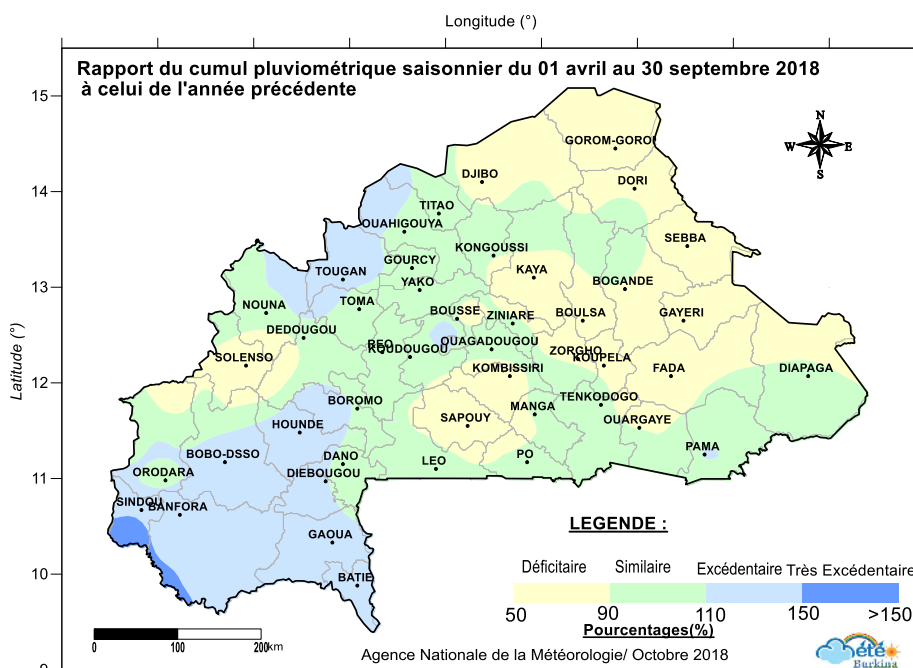 Longitude (°)
Rapport du cumul pluviométrique saisonnier du 01 avril au 30 septembre 2018
à celui de l'année précédente
15
14
13
12
11
10
9
Latitude (°)
N
W
E
S
GOROM-GOROM
DJIBO
DORI
TITAO
OUAHIGOUYA
SEBBA
KONGOUSSI
GOURCY
KAYA
TOUGAN
YAKO
BOGANDE
NOUNA
TOMA
BOUSSE
ZINIARE
BOULSA
GAYERI
DEDOUGOU
REO
KOUDOUGOU
OUAGADOUGOU
ZORGHO
KOUPELA
SOLENSO
KOMBISSIRI
FADA
DIAPAGA
BOROMO
TENKODOGO
MANGA
SAPOUY
OUARGAYE
HOUNDE
PAMA
BOBO-DSSO
DANO
LEO
PO
ORODARA
DIEBOUGOU
SINDOU
BANFORA
GAOUA
BATIE
LEGENDE :
Déficitaire Similaire Excédentaire Très Excédentaire
50 90 110 150 >150
Pourcentages(%)
0 100 200 km
Agence Nationale de la Météorologie/ Octobre 2018
météo
Burkina